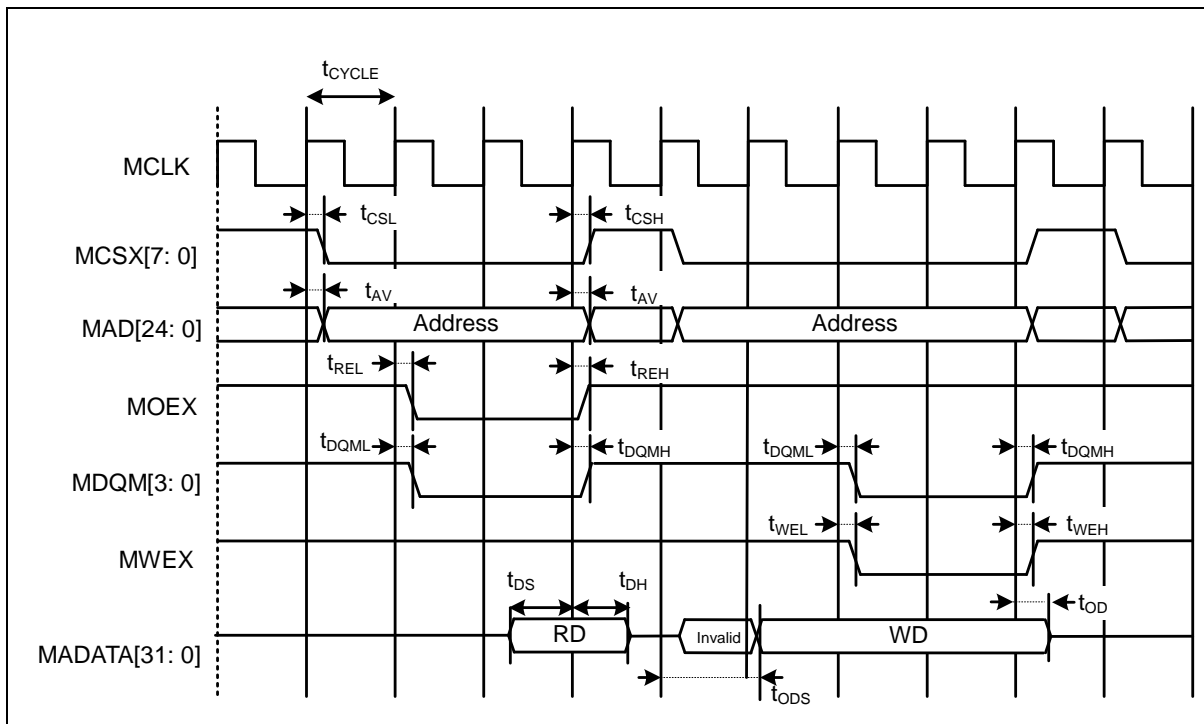 tCYCLE
MCLK
tCSL tCSH
MCSX[7: 0]
tAV tAV
MAD[24: 0] Address Address
tREL tREH
MOEX
tDQML tDQMH tDQML tDQMH
MDQM[3: 0]
tWEL tWEH
MWEX
tDS tDH tOD
RD Invalid WD
MADATA[31: 0]
tODS